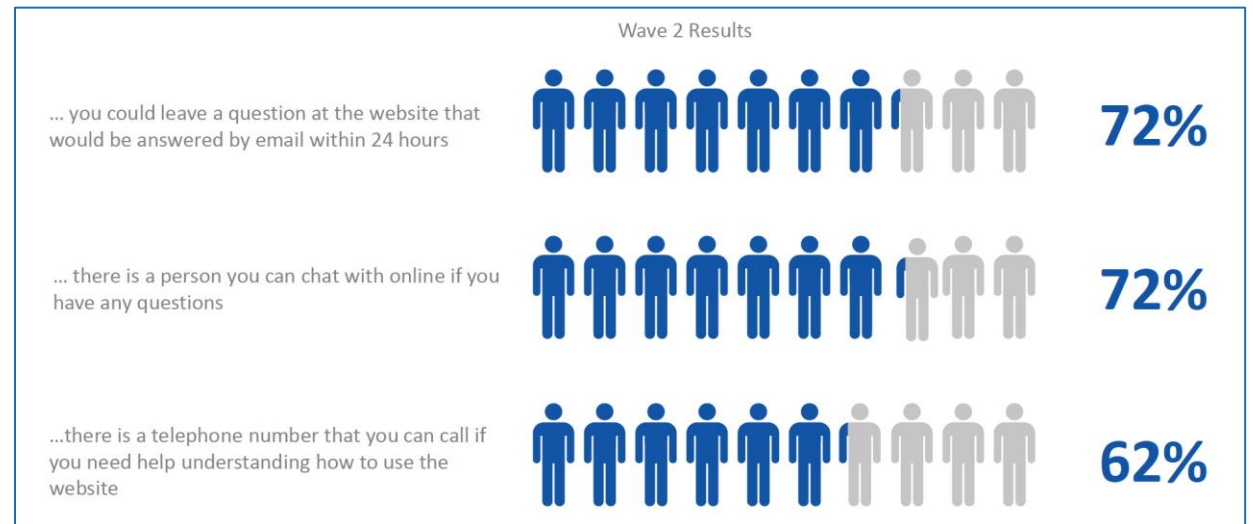 Wave 2 Results
... you could leave a question at the website that
would be answered by email within 24 hours
72%
... there is a person you can chat with online if you
have any questions
72%
...there is a telephone number that you can call if
you need help understanding how to use the
website
62%